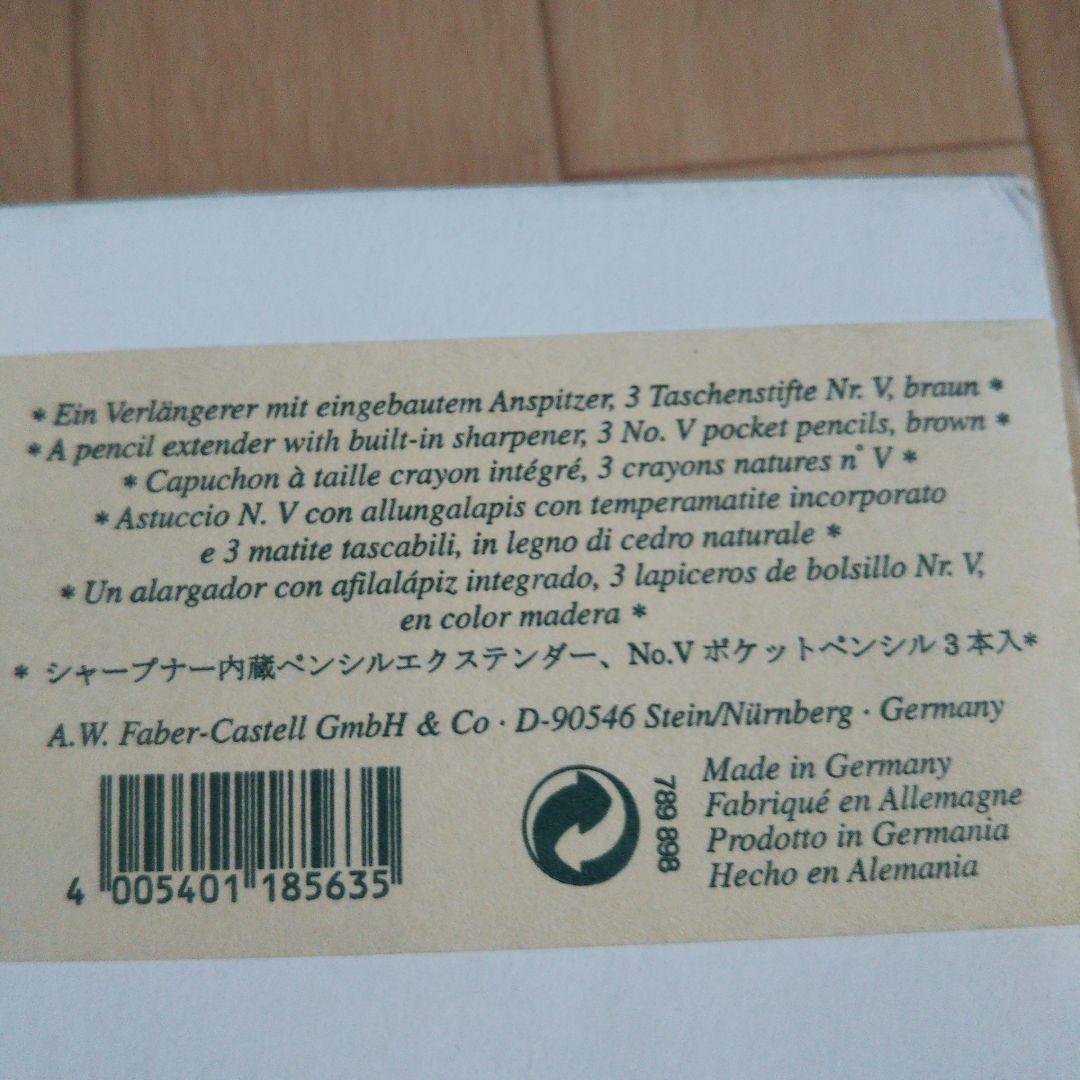 * Ein Verlängerer mit eingebautem Anspitzer, 3 Taschenstifte Nr. V, braun *
* A pencil extender with built-in sharpener, 3 No. V pocket pencils, brown *
* Capuchon à taille crayon intégré, 3 crayons natures n° V *
* Astuccio N. V con allungalapis con temperamatite incorporato
e 3 matite tascabili, in legno di cedro naturale *
* Un alargador con afilalápiz integrado, 3 lapiceros de bolsillo Nr. V,
en color madera *
* シャープナー内蔵ペンシルエクステンダー、No.V ポケットペンシル 3 本入*
A.W. Faber-Castell GmbH & Co · D-90546 Stein/Nürnberg · Germany
4 005401 185635
789 898
Made in Germany
Fabriqué en Allemagne
Prodotto in Germania
Hecho en Alemania